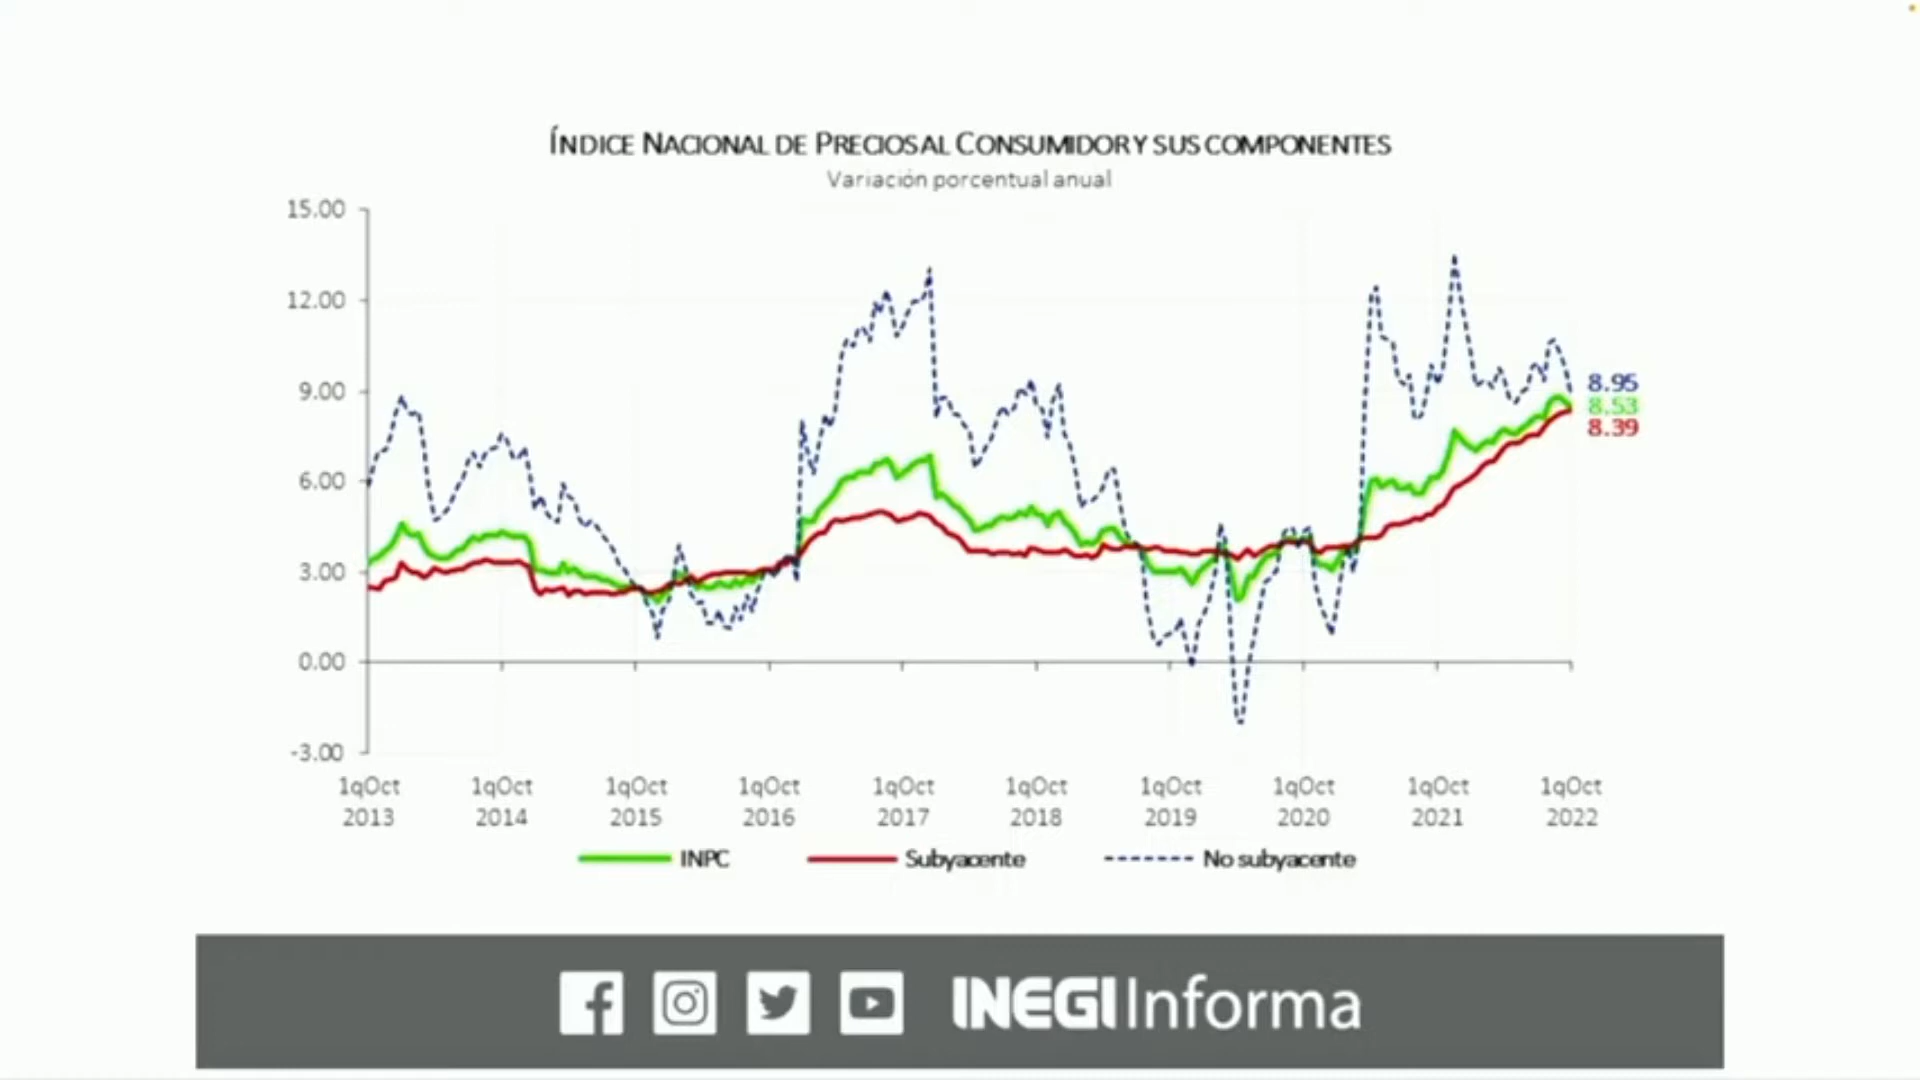 ÍNDICE NACIONAL DE PRECIOS AL CONSUMIDOR Y SUS COMPONENTES
Variación porcentual anual
15.00
12.00
9.00
6.00
3.00
0.00
-3.00
8.95
8.53
8.39
1qOct 1qOct 1qOct 1qOct 1qOct 1qOct 1qOct 1qOct 1qOct 1qOct
2013 2014 2015 2016 2017 2018 2019 2020 2021 2022
INPC Subyacente No subyacente
INEGI Informa